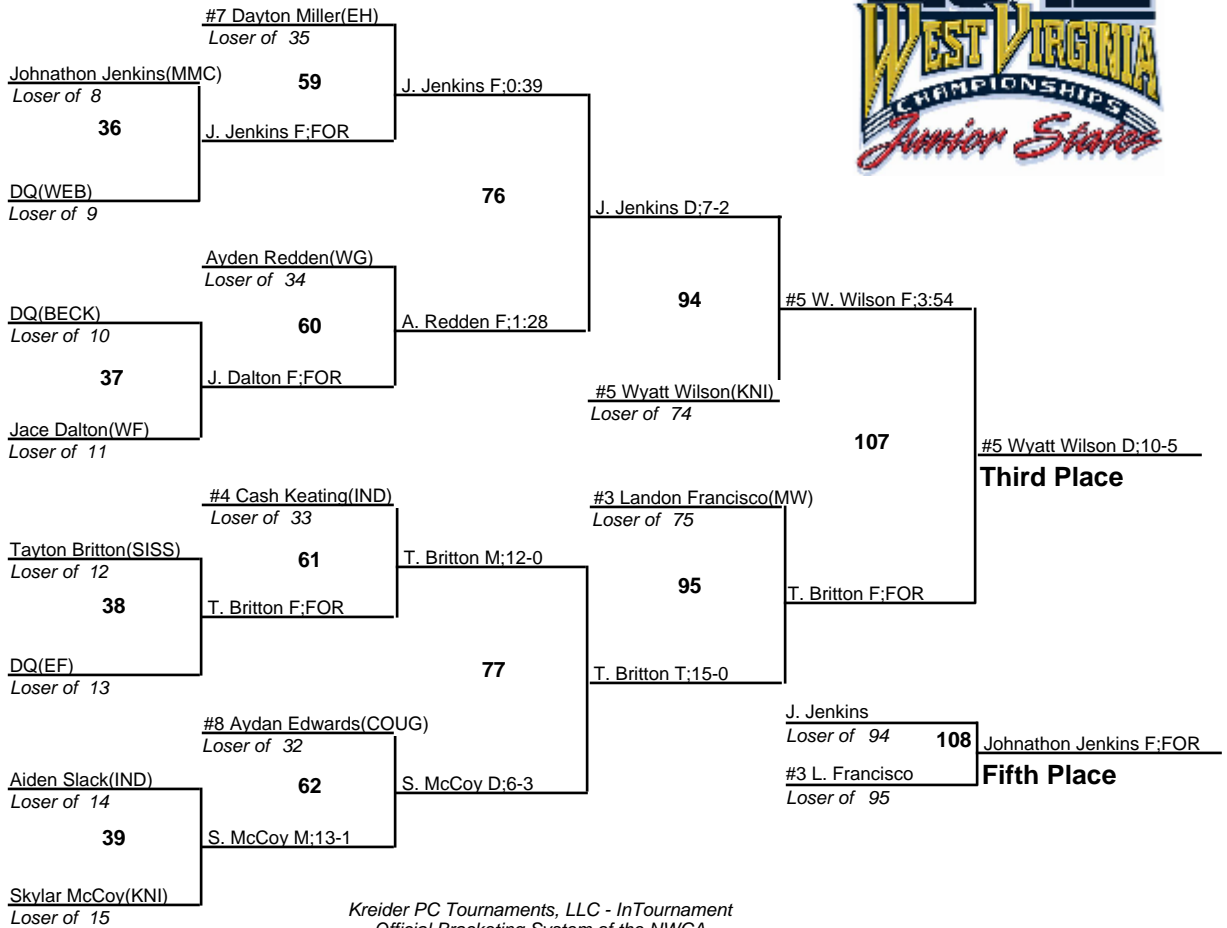 #7 Dayton Miller(EH)
Loser of 35
Johnathon Jenkins(MMC)
Loser of 8
59
J. Jenkins F;0:39
36
J. Jenkins F;FOR
DQ(WEB)
Loser of 9
76
J. Jenkins D;7-2
Ayden Redden(WG)
Loser of 34
DQ(BECK)
Loser of 10
60
A. Redden F;1:28
94
#5 W. Wilson F;3:54
37
J. Dalton F;FOR
#5 Wyatt Wilson(KNI)
Loser of 74
Jace Dalton(WF)
Loser of 11
107
#5 Wyatt Wilson D;10-5
Third Place
#4 Cash Keating(IND)
Loser of 33
#3 Landon Francisco(MW)
Loser of 75
Tayton Britton(SISS)
Loser of 12
61
T. Britton M;12-0
95
38
T. Britton F;FOR
T. Britton F;FOR
DQ(EF)
Loser of 13
77
T. Britton T;15-0
#8 Aydan Edwards(COUG)
Loser of 32
J. Jenkins
Loser of 94
108
Johnathon Jenkins F;FOR
Fifth Place
#3 L. Francisco
Loser of 95
Aiden Slack(IND)
Loser of 14
62
S. McCoy D;6-3
39
S. McCoy M;13-1
Skylar McCoy(KNI)
Loser of 15
Kreider PC Tournaments, LLC - InTournament
Official Bracketing System of the NWCA
WEST VIRGINIA
CHAMPIONSHIPS
Junior States